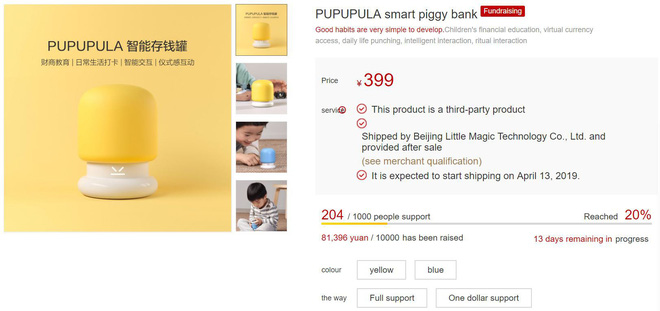 PUPUPULA 智能存钱罐
财商教育 | 日常生活打卡 | 智能交互 | 仪式感互动
PUPUPULA smart piggy bank Fundraising
Good habits are very simple to develop.Children's financial education, virtual currency
access, daily life punching, intelligent interaction, ritual interaction
Price ¥ 399
service
This product is a third-party product
Shipped by Beijing Little Magic Technology Co., Ltd. and
provided after sale
(see merchant qualification)
It is expected to start shipping on April 13, 2019.
204 / 1000 people support Reached 20%
81,396 yuan / 10000 has been raised 13 days remaining in progress
colour yellow blue
the way Full support One dollar support